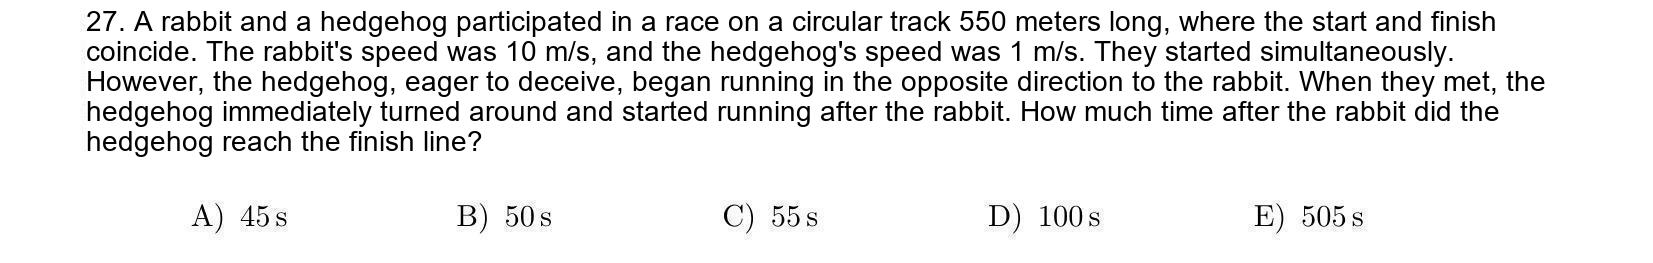 27. A rabbit and a hedgehog participated in a race on a circular track 550 meters long, where the start and finish
coincide. The rabbit's speed was 10 m/s, and the hedgehog's speed was 1 m/s. They started simultaneously.
However, the hedgehog, eager to deceive, began running in the opposite direction to the rabbit. When they met, the
hedgehog immediately turned around and started running after the rabbit. How much time after the rabbit did the
hedgehog reach the finish line?
A) 45 s B) 50 s C) 55 s D) 100 s E) 505 s